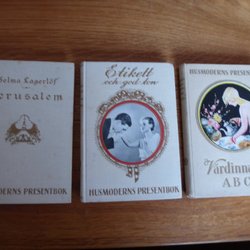 Selma Lagerlöf
Jerusalem
HUSMODERNS PRESENTBOK
Etikett
och god ton
HUSMODERNS PRESENTBOK
HUSMODERNS PRESENTBOK
Värdinnans
ABC